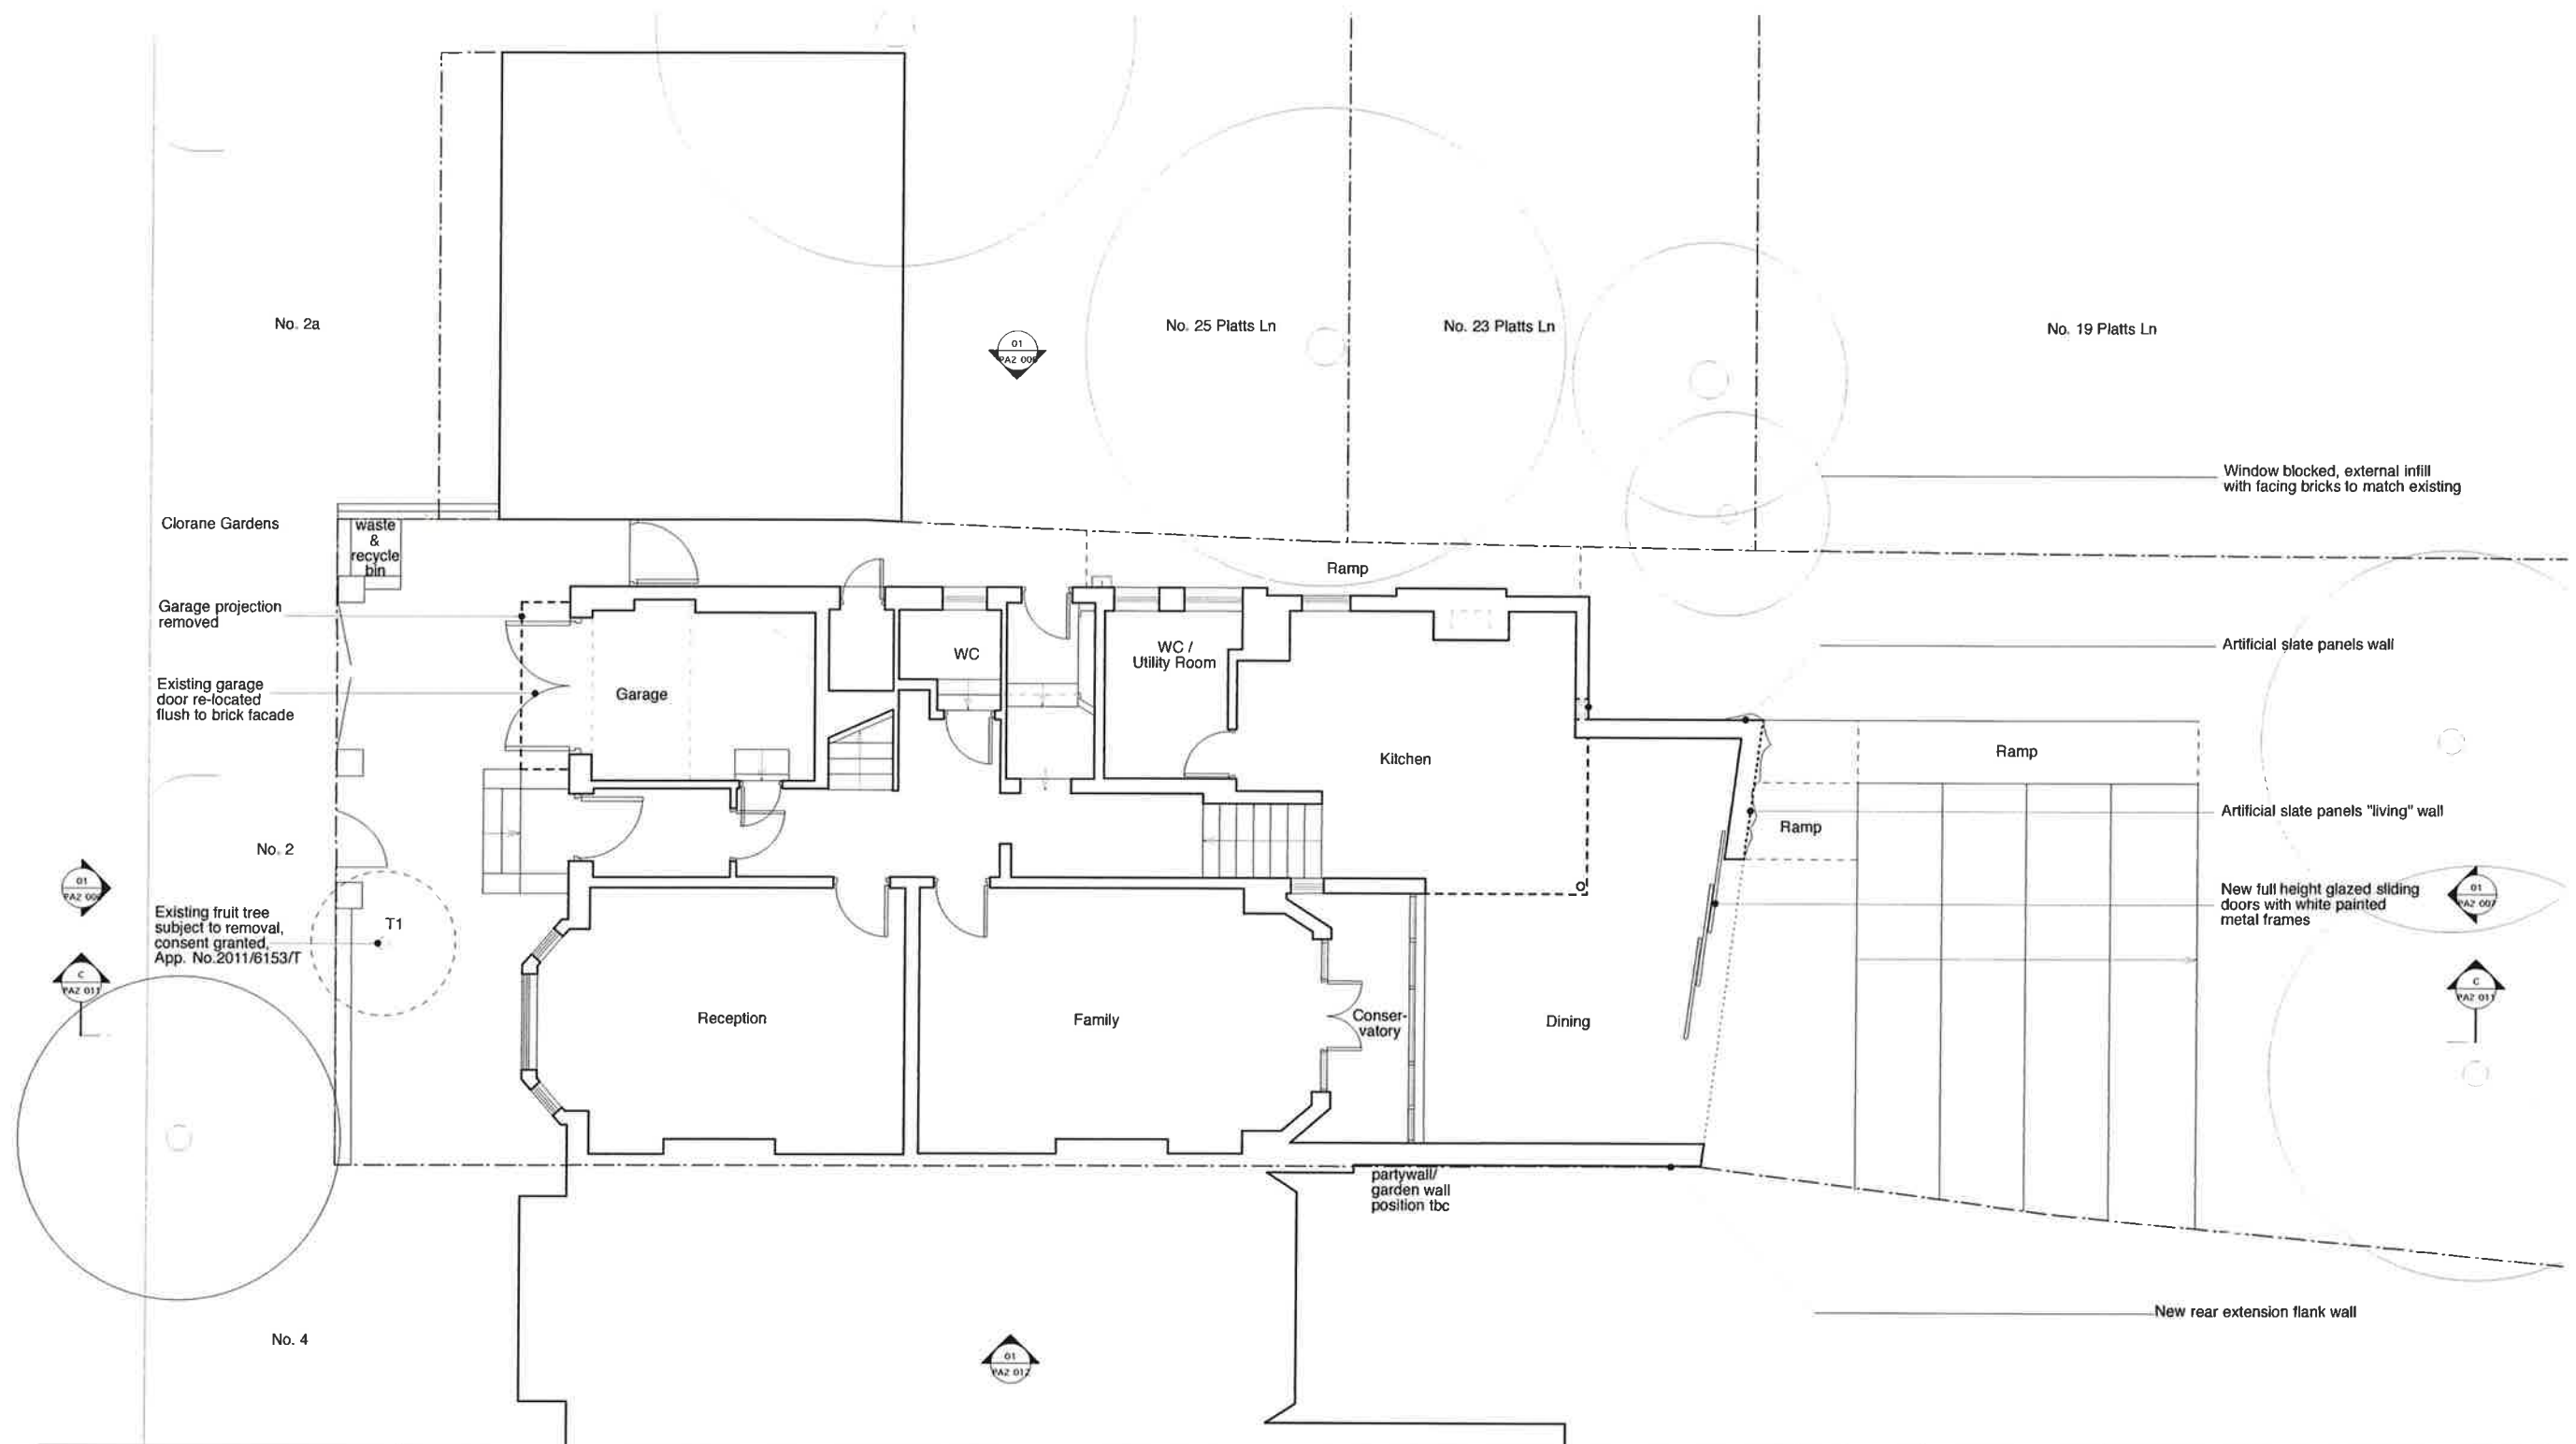 No. 2a
01
PA2 006
No. 25 Platts Ln
No. 23 Platts Ln
No. 19 Platts Ln
Window blocked, external infill
with facing bricks to match existing
Clorane Gardens
waste
&
recycle
bin
Ramp
Garage projection
removed
WC
WC /
Utility Room
Artificial slate panels wall
Existing garage
door re-located
flush to brick facade
Garage
Kitchen
Ramp
Artificial slate panels "living" wall
Ramp
No. 2
01
New full height glazed sliding
doors with white painted
metal frames
01
PA2 007
Existing fruit tree
subject to removal,
consent granted,
App. No.2011/6153/T
T1
C
PA2 011
C
PA2 011
Reception
Family
Conser-
vatory
Dining
partywall/
garden wall
position tbc
New rear extension flank wall
No. 4
01
PA2 012